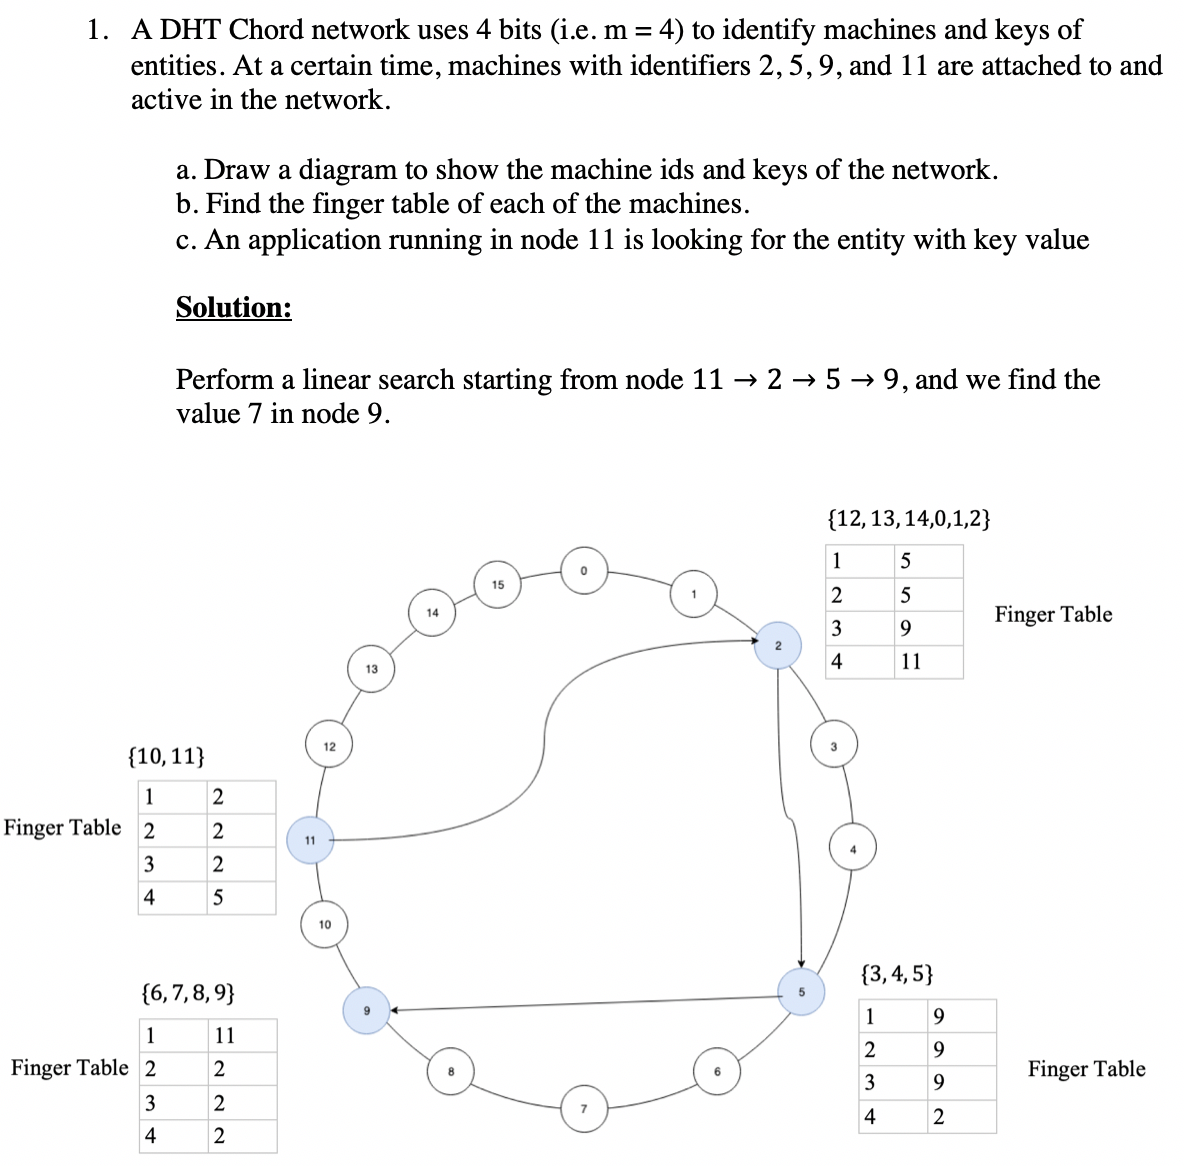 1. A DHT Chord network uses 4 bits (i.e. m = 4) to identify machines and keys of
entities. At a certain time, machines with identifiers 2, 5, 9, and 11 are attached to and
active in the network.
a. Draw a diagram to show the machine ids and keys of the network.
b. Find the finger table of each of the machines.
c. An application running in node 11 is looking for the entity with key value
Solution:
Perform a linear search starting from node 11 → 2 → 5 → 9, and we find the
value 7 in node 9.
{12, 13, 14,0,1,2}
1 5
2 5
3 9
4 11
Finger Table
0
15
1
14
2
13
12
3
{10, 11}
1 2
2 2
3 2
4 5
Finger Table
11
4
10
{3, 4, 5}
1 9
2 9
3 9
4 2
Finger Table
5
{6, 7, 8, 9}
1 11
2 2
3 2
4 2
Finger Table
9
8
6
7